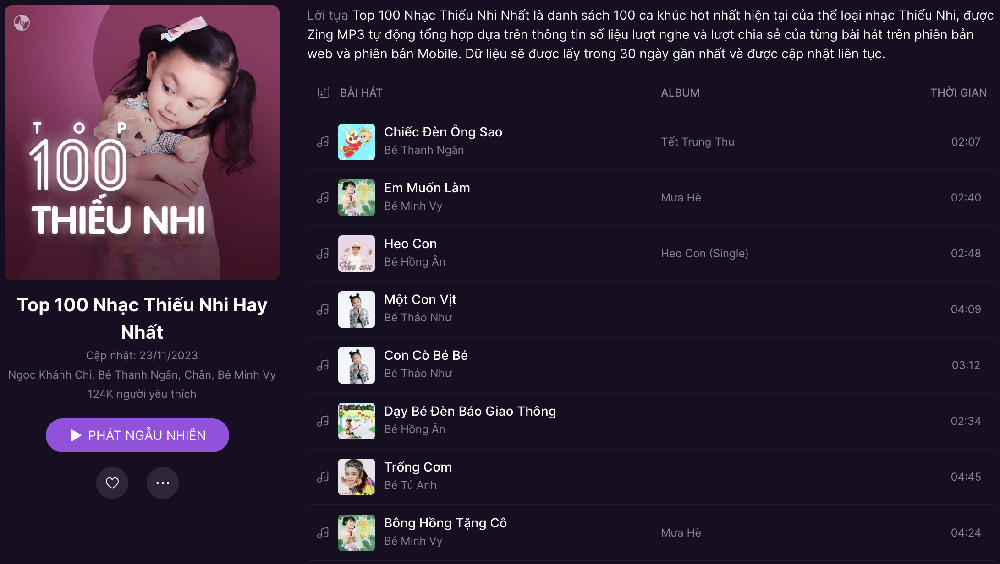 TOP
100
THIẾU NHI
Top 100 Nhạc Thiếu Nhi Hay
Nhất
Cập nhật: 23/11/2023
Ngọc Khánh Chi, Bé Thanh Ngân, Chân, Bé Minh Vy
124K người yêu thích
PHÁT NGẪU NHIÊN
Lời tựa Top 100 Nhạc Thiếu Nhi Nhất là danh sách 100 ca khúc hot nhất hiện tại của thể loại nhạc Thiếu Nhi, được
Zing MP3 tự động tổng hợp dựa trên thông tin số liệu lượt nghe và lượt chia sẻ của từng bài hát trên phiên bản
web và phiên bản Mobile. Dữ liệu sẽ được lấy trong 30 ngày gần nhất và được cập nhật liên tục.
BÀI HÁT ALBUM THỜI GIAN
Chiếc Đèn Ông Sao
Bé Thanh Ngân
Tết Trung Thu
02:07
Em Muốn Làm
Bé Minh Vy
Mưa Hè
02:40
Heo con
Heo Con
Bé Hồng Ân
Heo Con (Single)
02:48
Một Con Vịt
Bé Thảo Như
04:09
Con Cò Bé Bé
Bé Thảo Như
03:12
Dạy Bé Đèn Báo Giao Thông
Bé Hồng Ân
02:34
Trống Cơm
Bé Tú Anh
04:45
Bông Hồng Tặng Cô
Bé Minh Vy
Mưa Hè
04:24